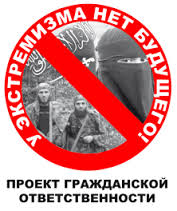 У ЭКСТРЕМИЗМА НЕТ БУДУЩЕГО!
ПРОЕКТ ГРАЖДАНСКОЙ
ОТВЕТСТВЕННОСТИ